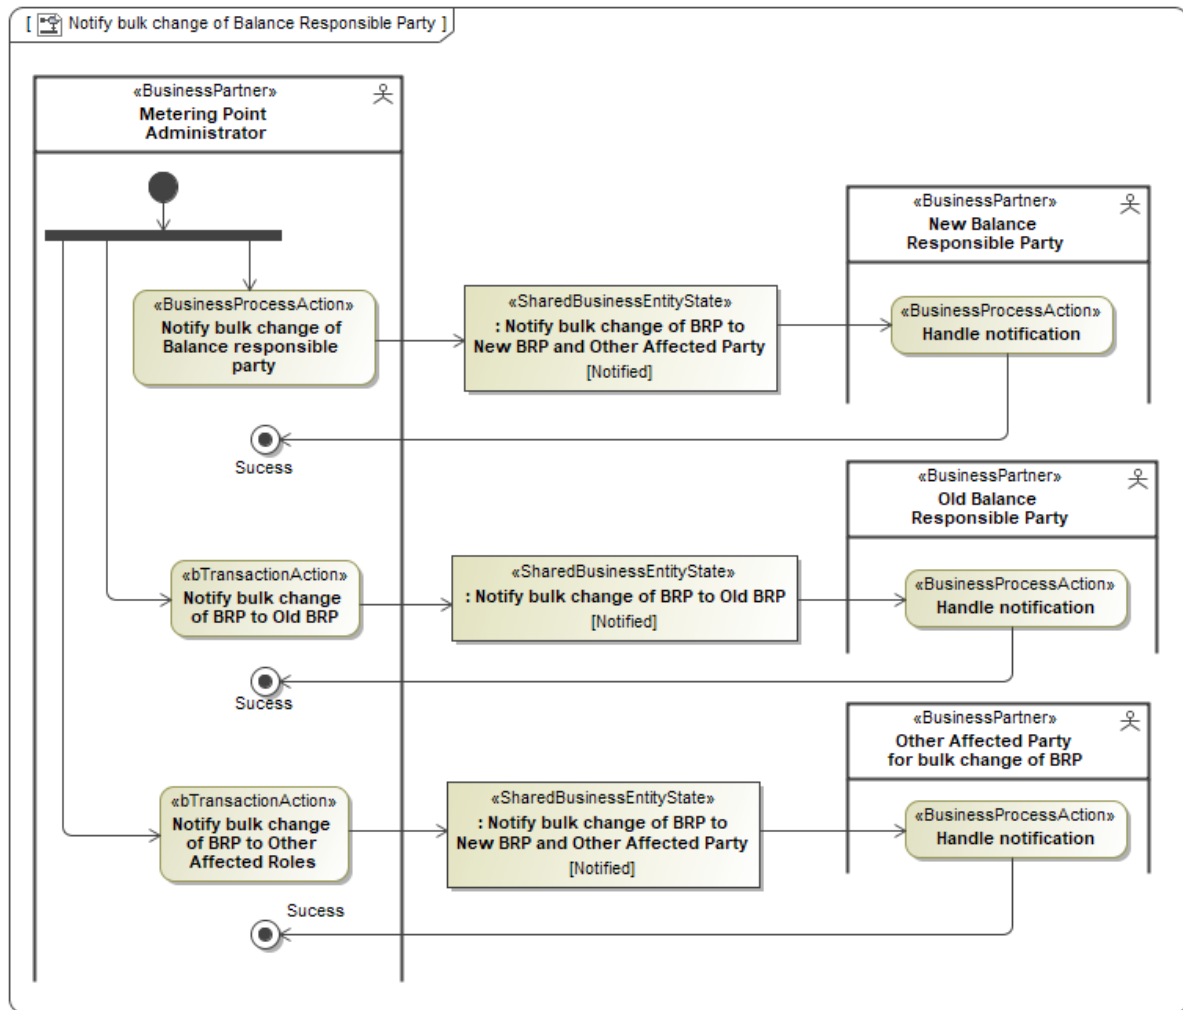 [ Notify bulk change of Balance Responsible Party ]
«BusinessPartner»
Metering Point
Administrator
«BusinessPartner»
New Balance
Responsible Party
«BusinessProcessAction»
Notify bulk change of
Balance responsible
party
«SharedBusinessEntityState»
: Notify bulk change of BRP to
New BRP and Other Affected Party
[Notified]
«BusinessProcessAction»
Handle notification
Sucess
«BusinessPartner»
Old Balance
Responsible Party
«bTransactionAction»
Notify bulk change
of BRP to Old BRP
«SharedBusinessEntityState»
: Notify bulk change of BRP to Old BRP
[Notified]
«BusinessProcessAction»
Handle notification
Sucess
«BusinessPartner»
Other Affected Party
for bulk change of BRP
«bTransactionAction»
Notify bulk change
of BRP to Other
Affected Roles
«SharedBusinessEntityState»
: Notify bulk change of BRP to
New BRP and Other Affected Party
[Notified]
«BusinessProcessAction»
Handle notification
Sucess